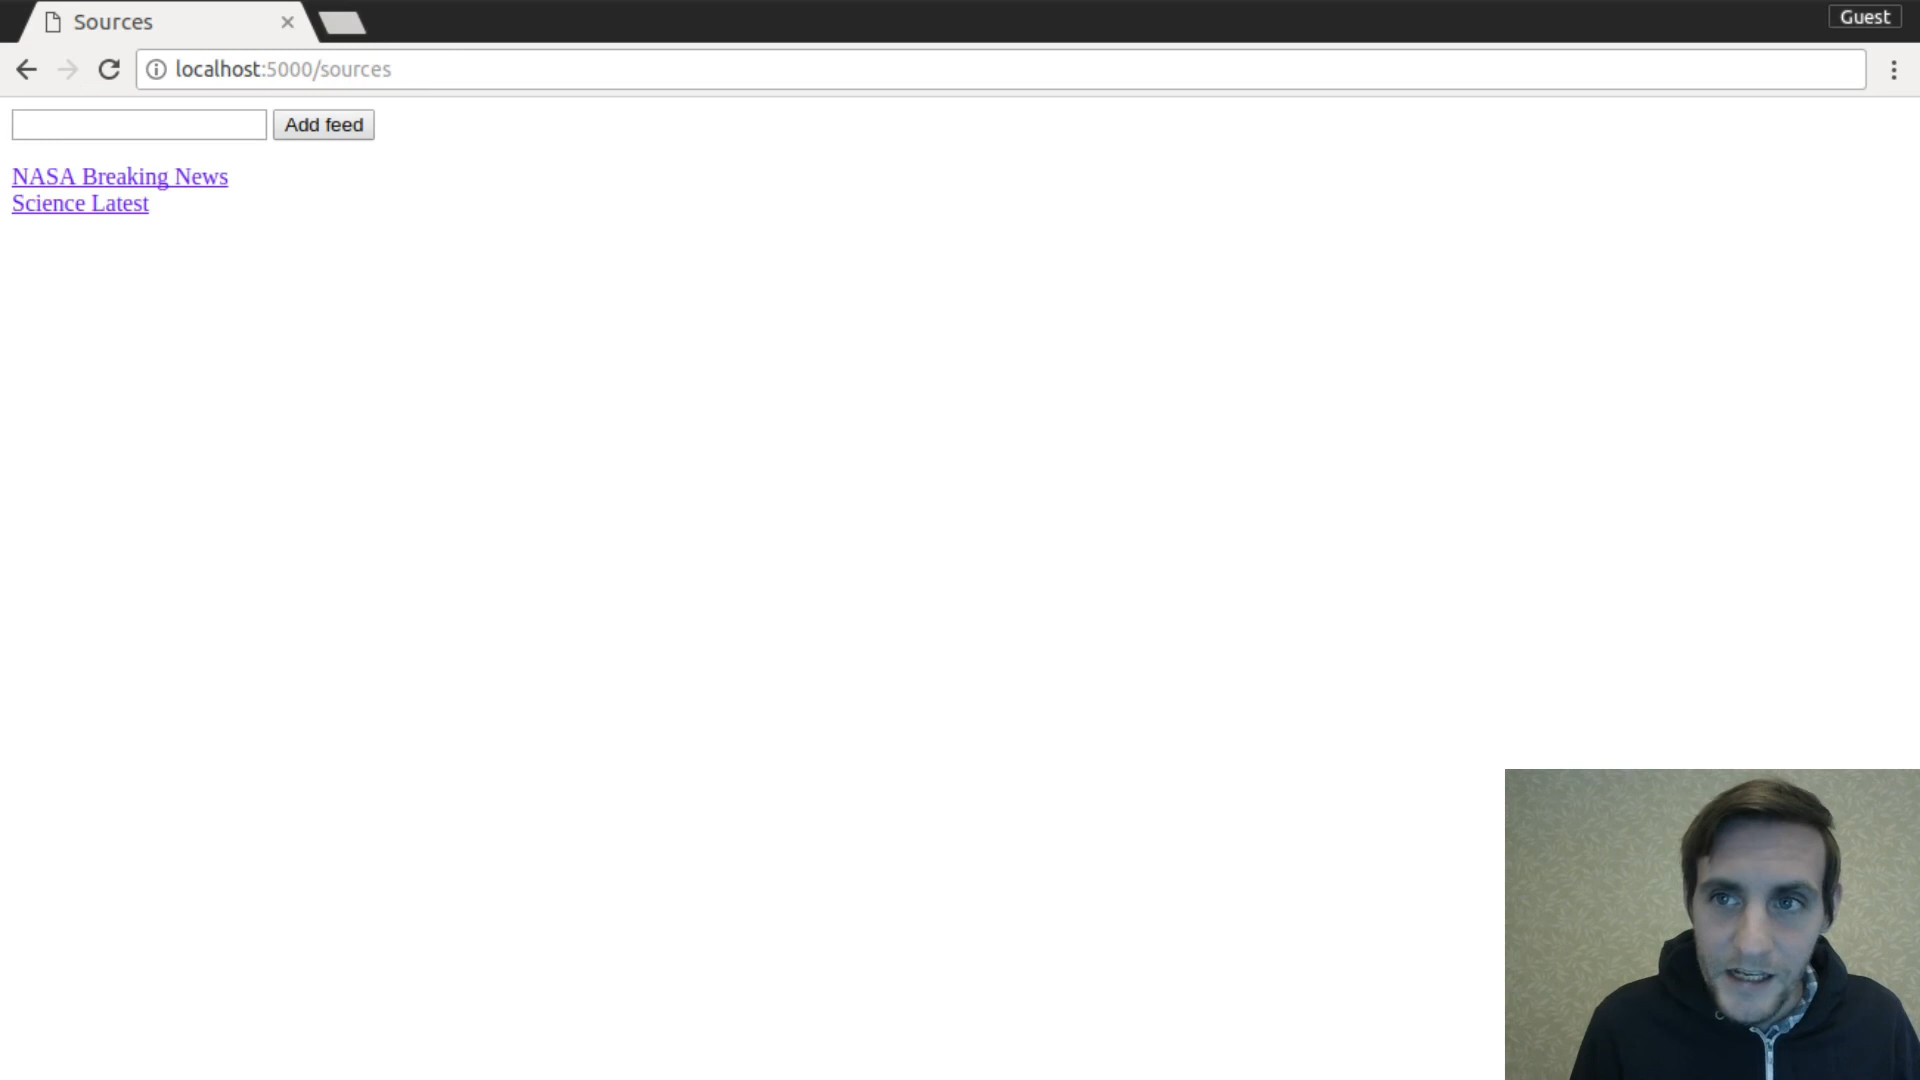 Sources
Guest
localhost:5000/sources
Add feed
NASA Breaking News
Science Latest